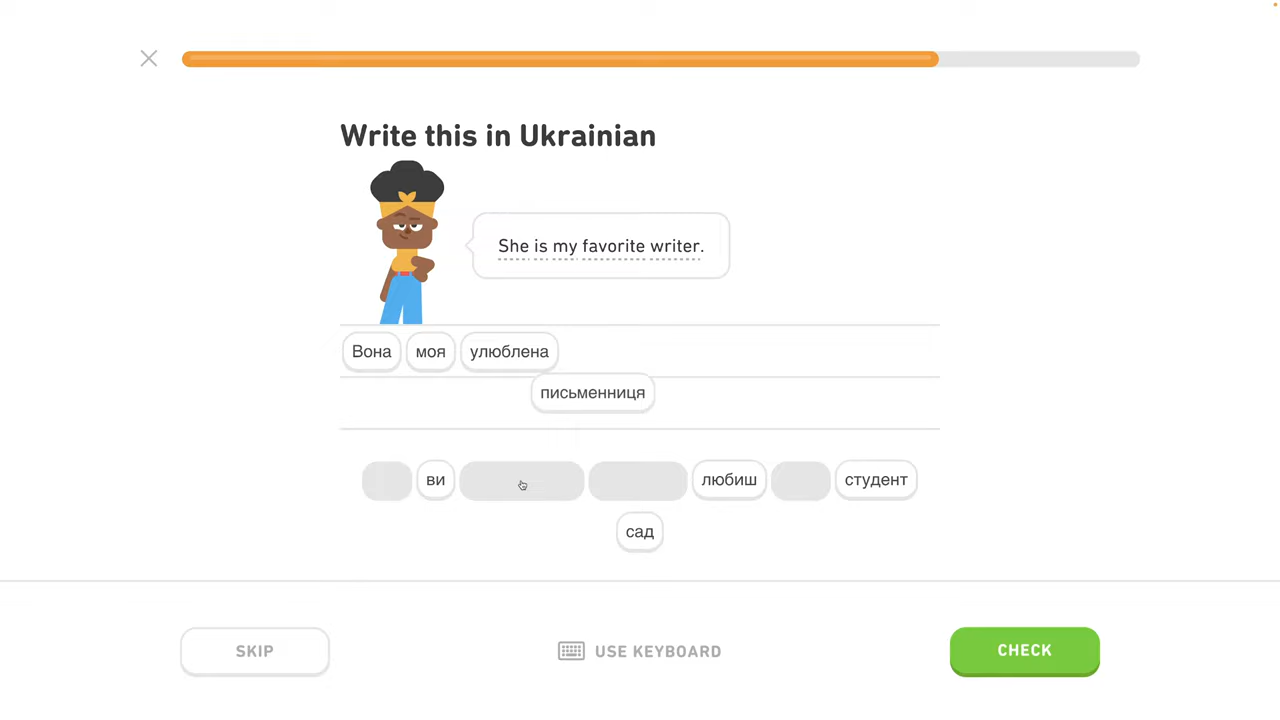 Write this in Ukrainian
She is my favorite writer.
Вона моя улюблена
письменниця
ви любиш студент
сад
SKIP USE KEYBOARD CHECK